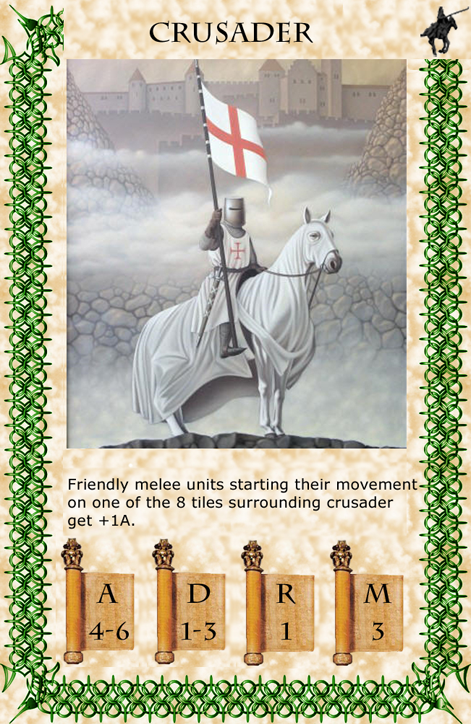 CRUSADER
Friendly melee units starting their movement
on one of the 8 tiles surrounding crusader
get +1A.
A D R M
4-6 1-3 1 3